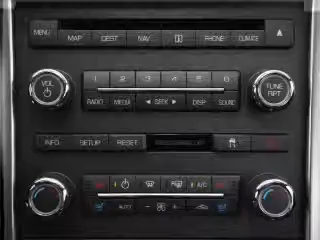 MENU
MAP DEST NAV i PHONE CLIMATE
1 2 3 4 5 6
VOL
TUNE
RPT
RADIO MEDIA SEEK DISP SOUND
INFO SETUP RESET
A/C
AUTO